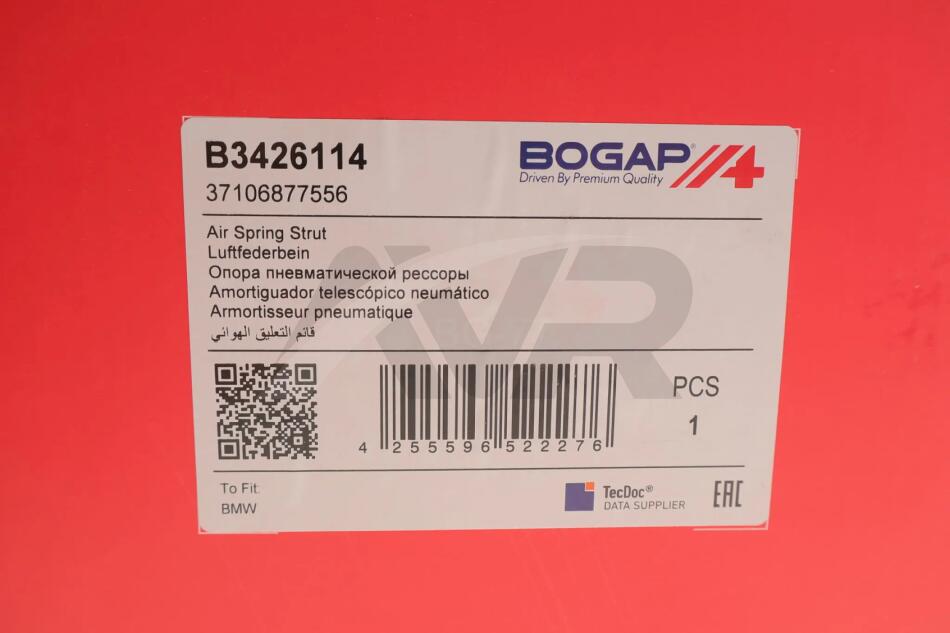 B3426114
37106877556
BOGAP®
Driven By Premium Quality
Air Spring Strut
Luftfederbein
Опора пневматической рессоры
Amortiguador telescópico neumático
Armortisseur pneumatique
قائم التعليق الهوائي
AVR
4 255596 522276
PCS
1
To Fit:
BMW
TecDoc®
DATA SUPPLIER
EAC